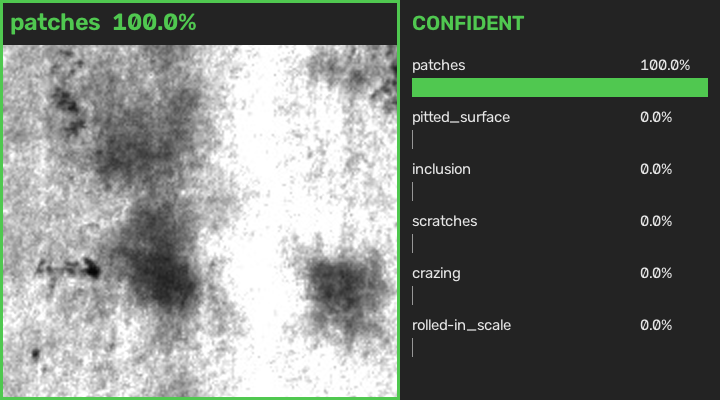 patches 100.0%
CONFIDENT
patches 100.0%
pitted_surface 0.0%
inclusion 0.0%
scratches 0.0%
crazing 0.0%
rolled-in_scale 0.0%